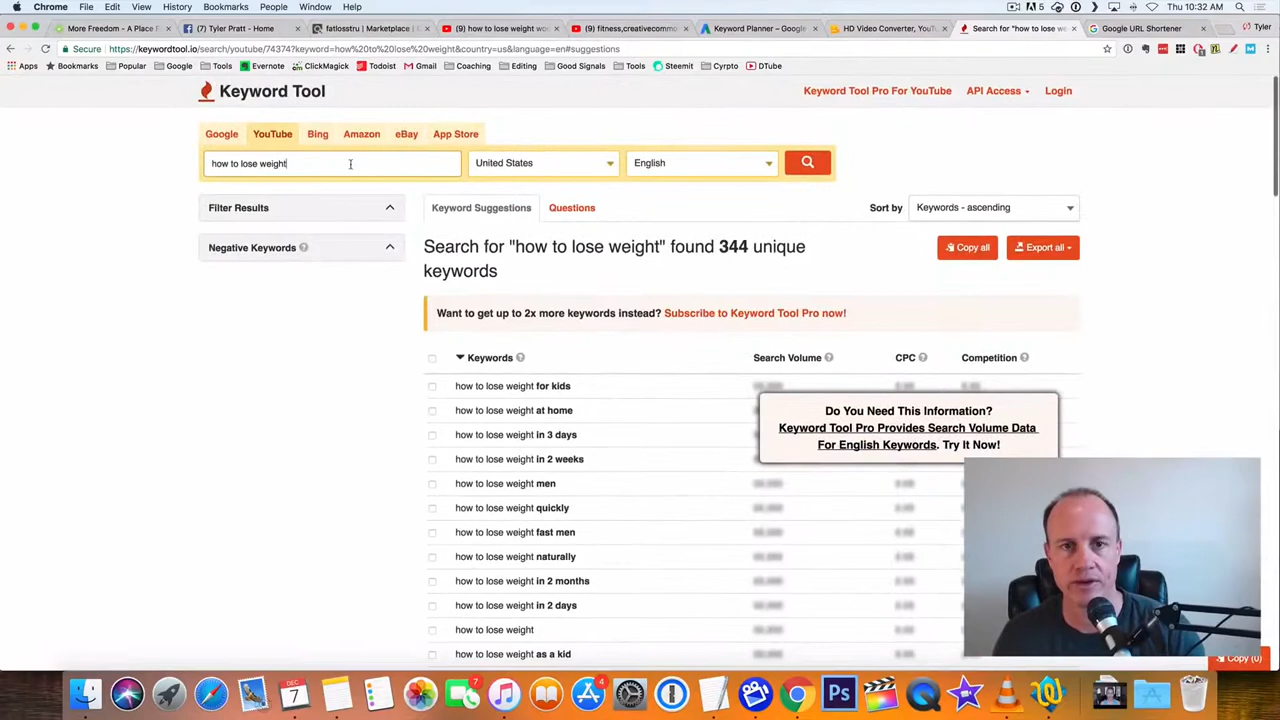 Chrome File Edit View History Bookmarks People Window Help
5 Thu 10:32 AM
More Freedom - A Place F
(7) Tyler Pratt - Home
fatlosstru | Marketplace
(9) how to lose weight wo
(9) fitness,creativecommo
Keyword Planner – Google
HD Video Converter, YouT
Search for "how to lose we
Google URL Shortener
Tyler
Secure https://keywordtool.io/search/youtube/74374?keyword=how%20to%20lose%20weight&country=us&language=en#suggestions
Apps Bookmarks Popular Google Tools Evernote ClickMagick Todoist Gmail Coaching Editing Good Signals Tools Steemit Cyrpto DTube
Keyword Tool
Keyword Tool Pro For YouTube API Access Login
Google YouTube Bing Amazon eBay App Store
how to lose weight United States English
Filter Results
Keyword Suggestions Questions Sort by Keywords - ascending
Negative Keywords ?
Search for "how to lose weight" found 344 unique
keywords
Copy all Export all
Want to get up to 2x more keywords instead? Subscribe to Keyword Tool Pro now!
Keywords ? Search Volume ? CPC ? Competition ?
how to lose weight for kids
how to lose weight at home
how to lose weight in 3 days
how to lose weight in 2 weeks
how to lose weight men
how to lose weight quickly
how to lose weight fast men
how to lose weight naturally
how to lose weight in 2 months
how to lose weight in 2 days
how to lose weight
how to lose weight as a kid
Do You Need This Information?
Keyword Tool Pro Provides Search Volume Data
For English Keywords. Try It Now!
Copy (0)
DEC
7
7
4
Ps